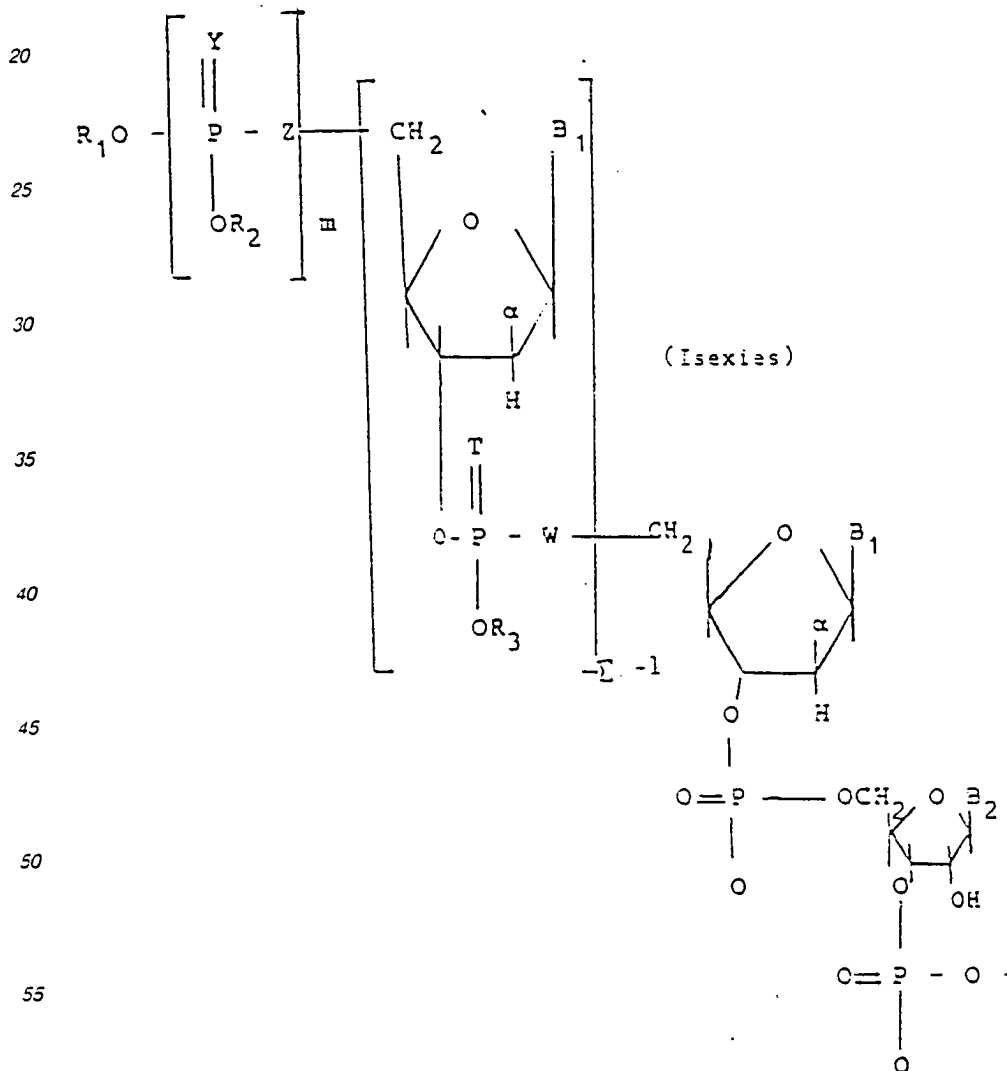 20
Y
R₁O - P - Z CH₂ B₁
25
OR₂ m
O
30
α
(Isexies)
H
35
T
O - P - W CH₂ O B₁
40
OR₃ α
Σ -1
45
O H
O=P OCH₂ O B₂
50
O O OH
55
O=P - O -
O